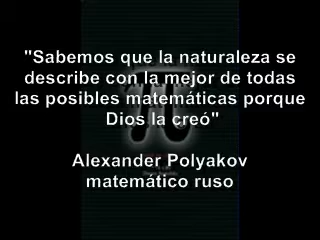 "Sabemos que la naturaleza se
describe con la mejor de todas
las posibles matemáticas porque
Dios la creó"
Alexander Polyakov
matemático ruso